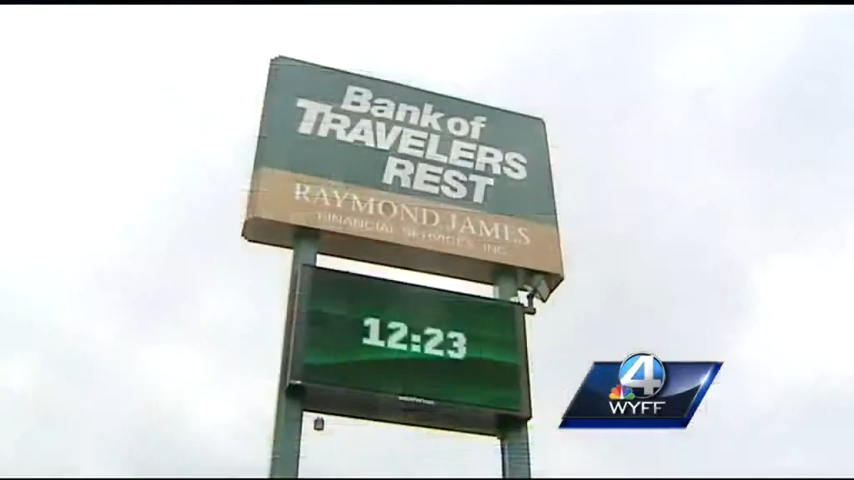 Bank of
TRAVELERS
REST
RAYMOND JAMES
FINANCIAL SERVICES, INC.
12:23
4
WYFF